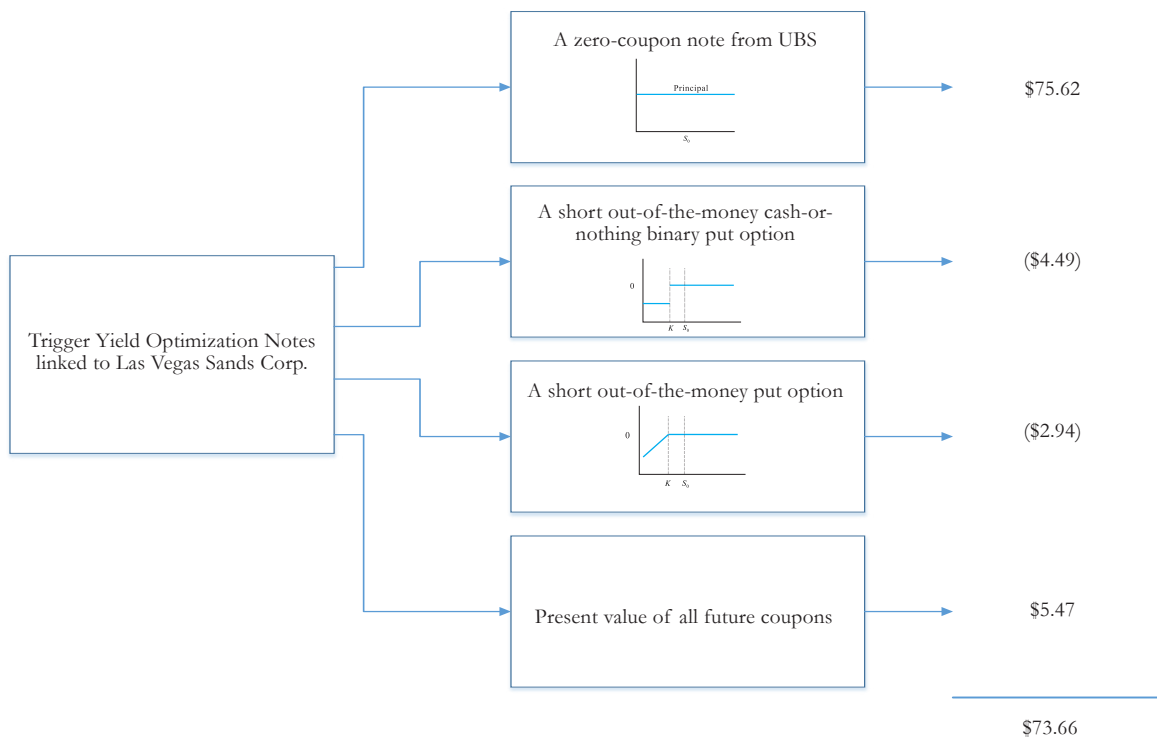 A zero-coupon note from UBS
Principal
S₀
$75.62
A short out-of-the-money cash-or-
nothing binary put option
0
K S₀
($4.49)
Trigger Yield Optimization Notes
linked to Las Vegas Sands Corp.
A short out-of-the-money put option
0
K S₀
($2.94)
Present value of all future coupons
$5.47
$73.66